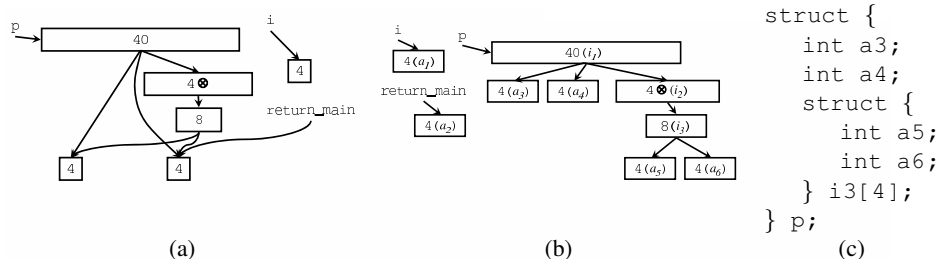 p
40
i
4
4 ⊗
8
return_main
4
4
(a)
i
4(a1)
return_main
4(a2)
p
40(i1)
4(a3)
4(a4)
4⊗(i2)
8(i3)
4(a5)
4(a6)
(b)
struct {
int a3;
int a4;
struct {
int a5;
int a6;
} i3[4];
} p;
(c)